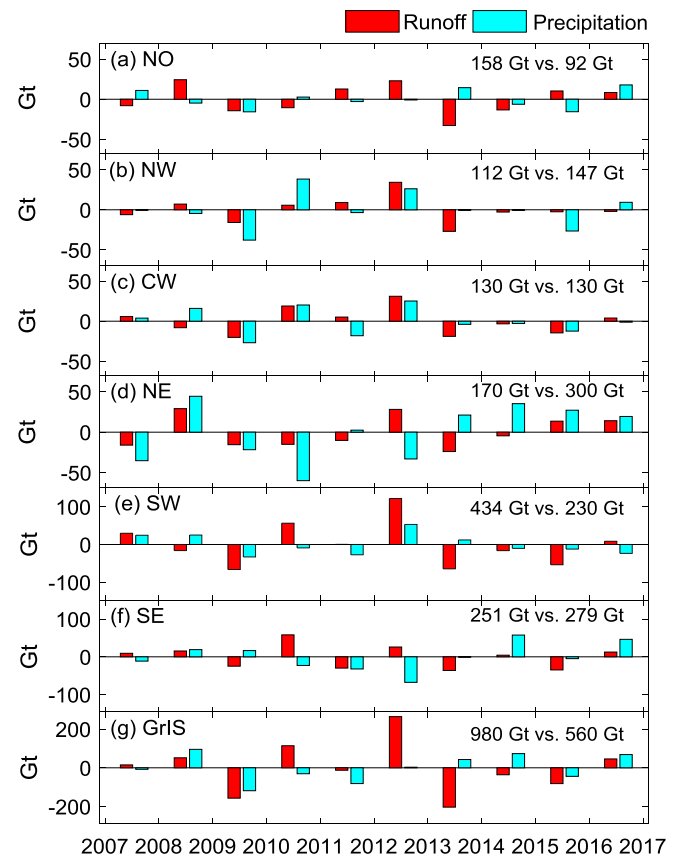 Runoff Precipitation
(a) NO 158 Gt vs. 92 Gt
50
0
-50
Gt
(b) NW 112 Gt vs. 147 Gt
50
0
-50
Gt
(c) CW 130 Gt vs. 130 Gt
50
0
-50
Gt
(d) NE 170 Gt vs. 300 Gt
50
0
-50
Gt
(e) SW 434 Gt vs. 230 Gt
100
0
-100
Gt
(f) SE 251 Gt vs. 279 Gt
100
0
-100
Gt
(g) GrIS 980 Gt vs. 560 Gt
200
0
-200
Gt
2007 2008 2009 2010 2011 2012 2013 2014 2015 2016 2017